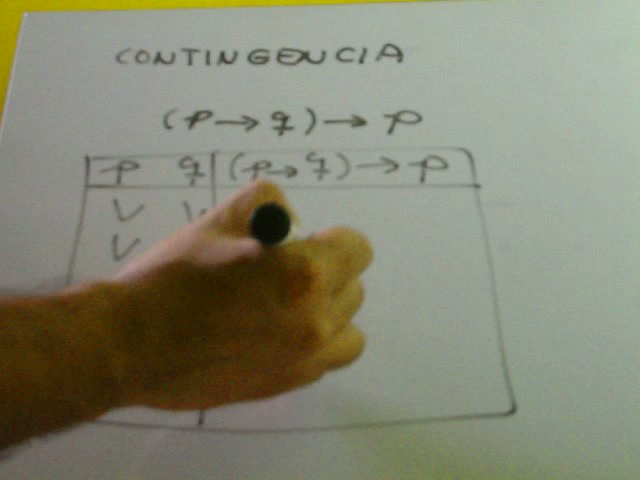 CONTINGENCIA
(p → q) → p
p q (p → q) → p
V V
V